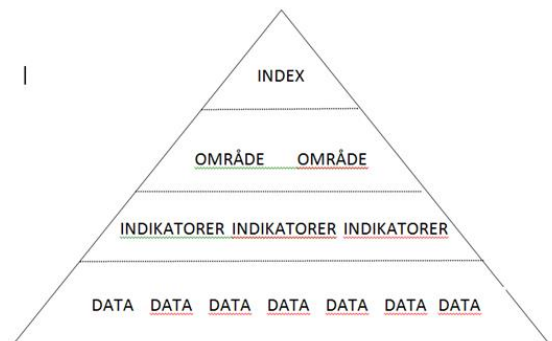 INDEX
OMRÅDE OMRÅDE
INDIKATORER INDIKATORER INDIKATORER
DATA DATA DATA DATA DATA DATA DATA